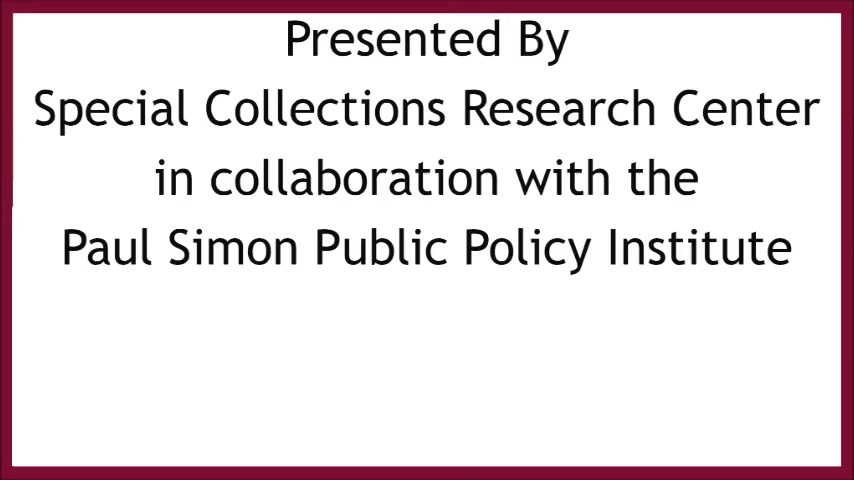 Presented By
Special Collections Research Center
in collaboration with the
Paul Simon Public Policy Institute